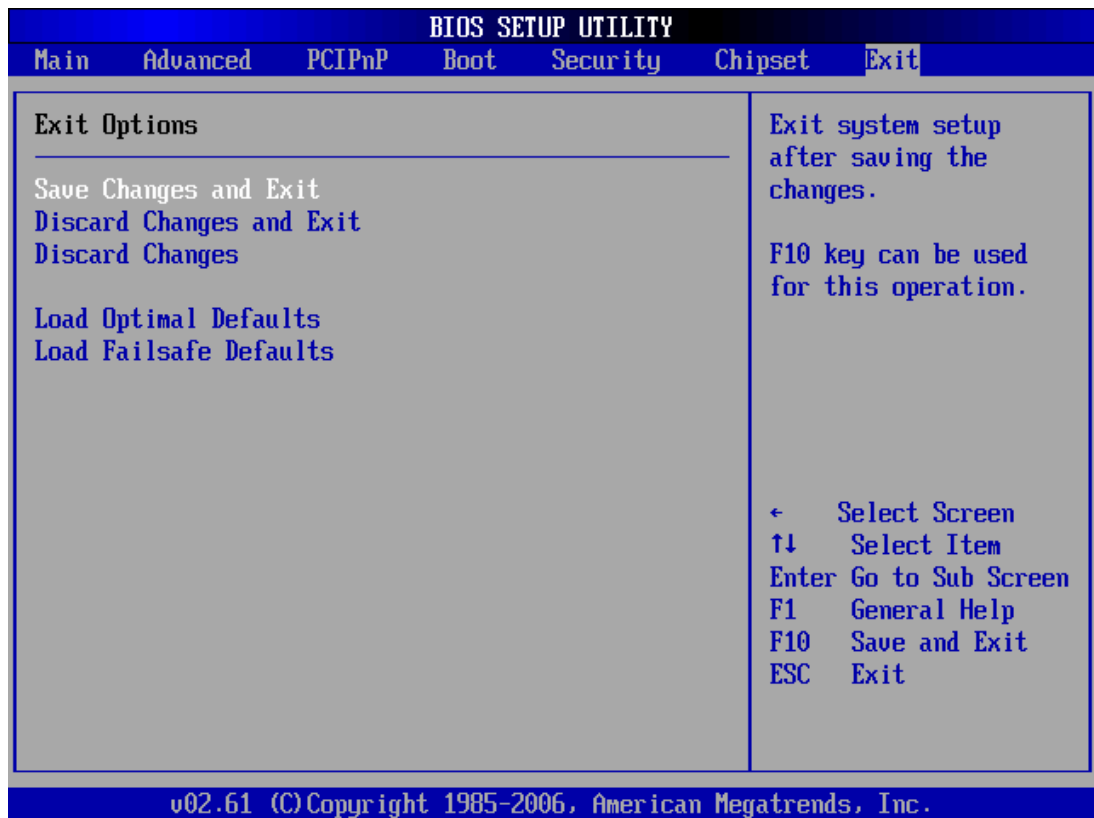 BIOS SETUP UTILITY
Main Advanced PCIPnP Boot Security Chipset Exit
Exit Options
Save Changes and Exit
Discard Changes and Exit
Discard Changes
Load Optimal Defaults
Load Failsafe Defaults
Exit system setup
after saving the
changes.
F10 key can be used
for this operation.
← Select Screen
↑↓ Select Item
Enter Go to Sub Screen
F1 General Help
F10 Save and Exit
ESC Exit
v02.61 (C)Copyright 1985-2006, American Megatrends, Inc.